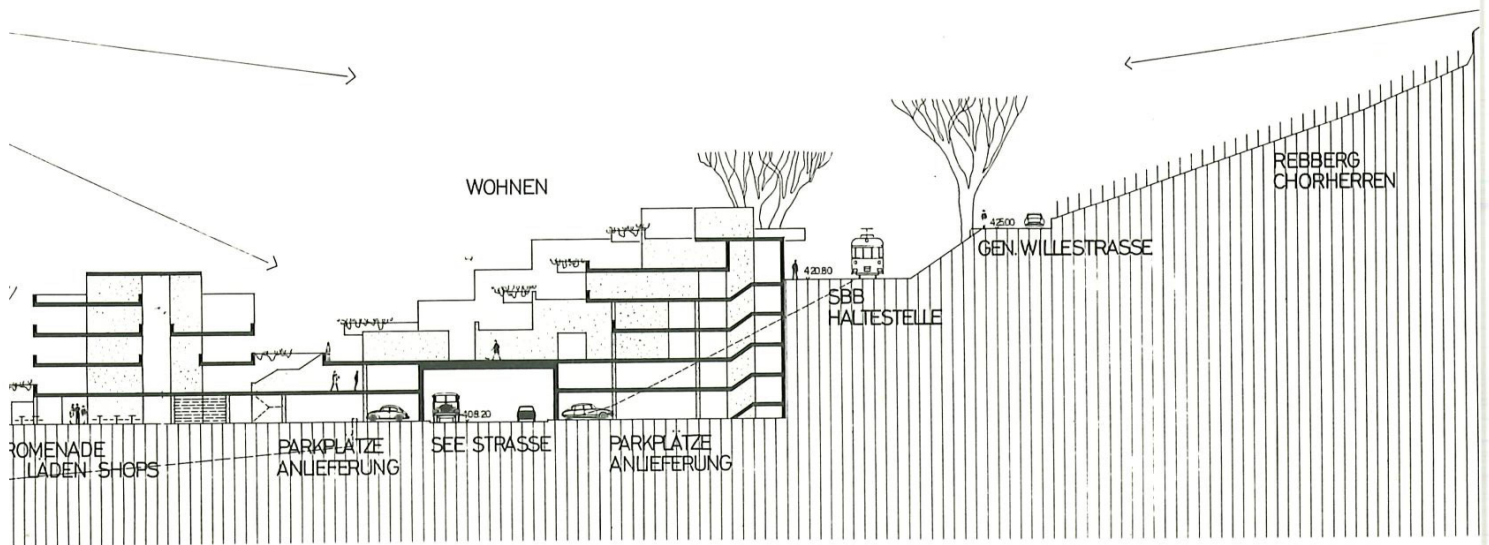 WOHNEN
REBBERG
CHORHERREN
425.00
GEN. WILLESTRASSE
420.80
SBB
HALTESTELLE
408.20
ROMENADE
LADEN SHOPS
PARKPLÄTZE
ANLIEFERUNG
SEE STRASSE
PARKPLÄTZE
ANLIEFERUNG